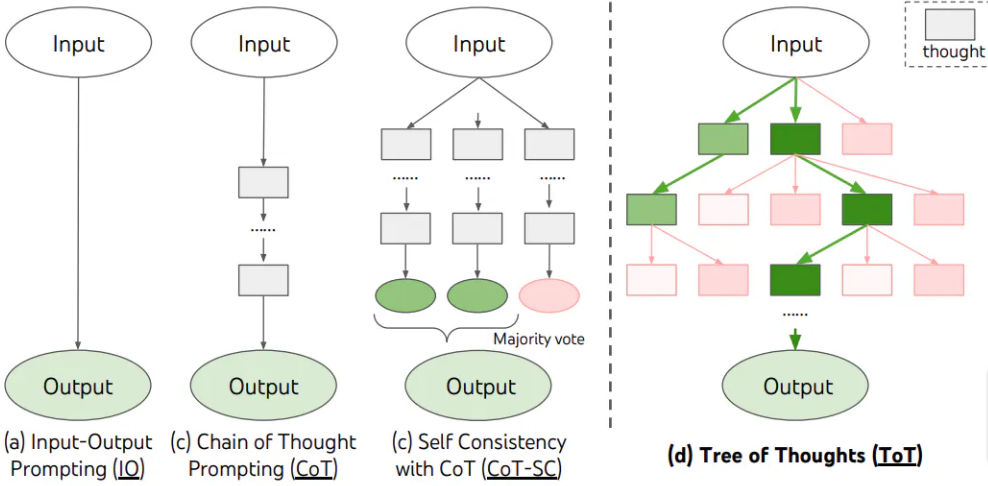 Input
Input
Input
Input
thought
......
......
......
......
......
Majority vote
Output
Output
Output
Output
(a) Input-Output
Prompting (IO)
(c) Chain of Thought
Prompting (CoT)
(c) Self Consistency
with CoT (CoT-SC)
(d) Tree of Thoughts (ToT)